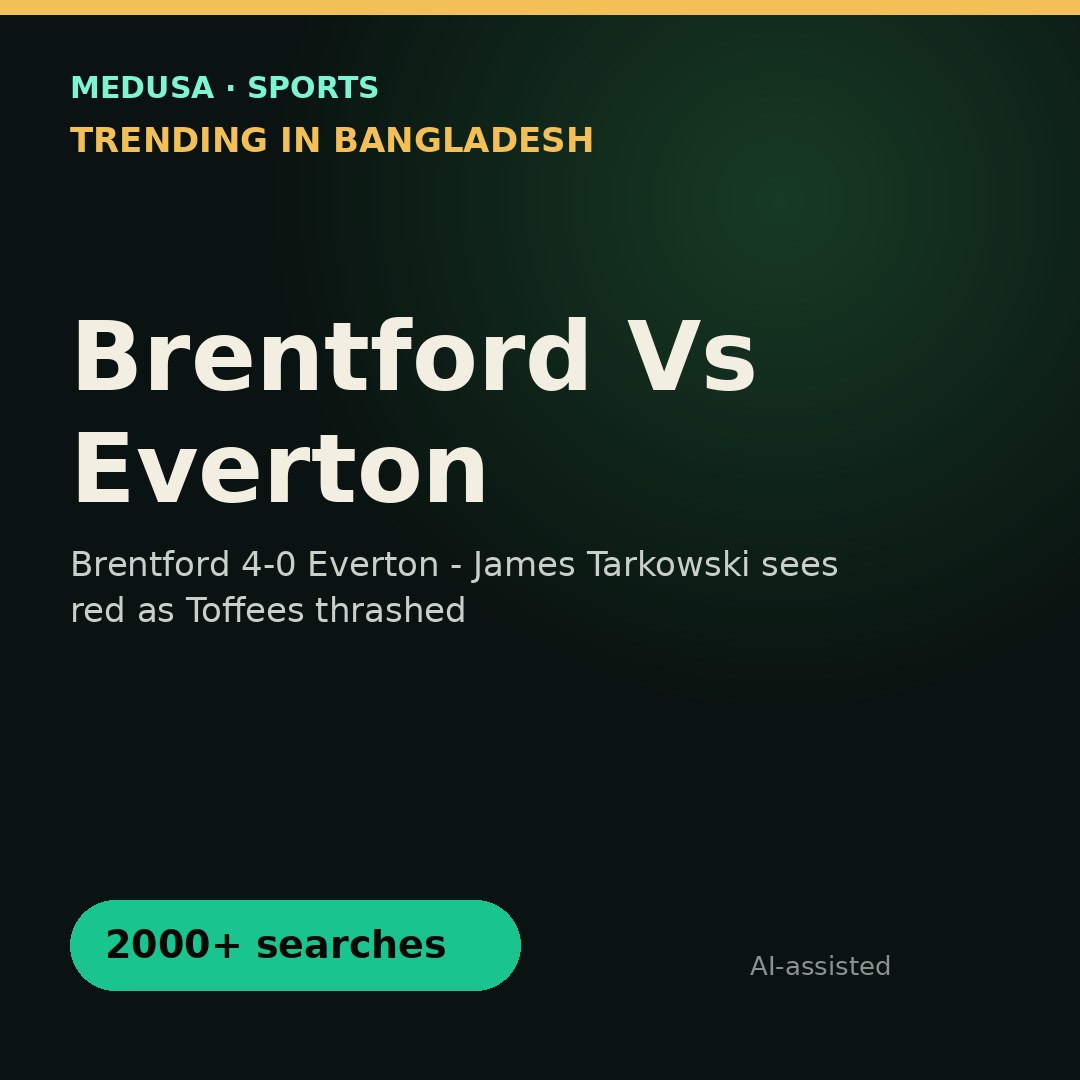 MEDUSA · SPORTS
TRENDING IN BANGLADESH
Brentford Vs
Everton
Brentford 4-0 Everton - James Tarkowski sees
red as Toffees thrashed
2000+ searches
AI-assisted